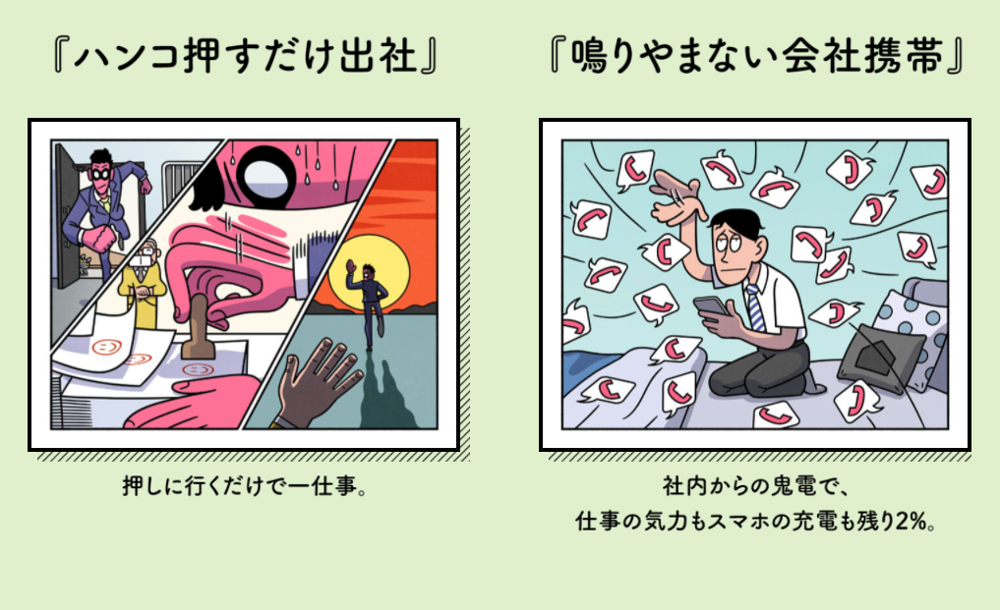 『ハンコ押すだけ出社』
押しに行くだけで一仕事。
『鳴りやまない会社携帯』
社内からの鬼電で、
仕事の気力もスマホの充電も残り2%。